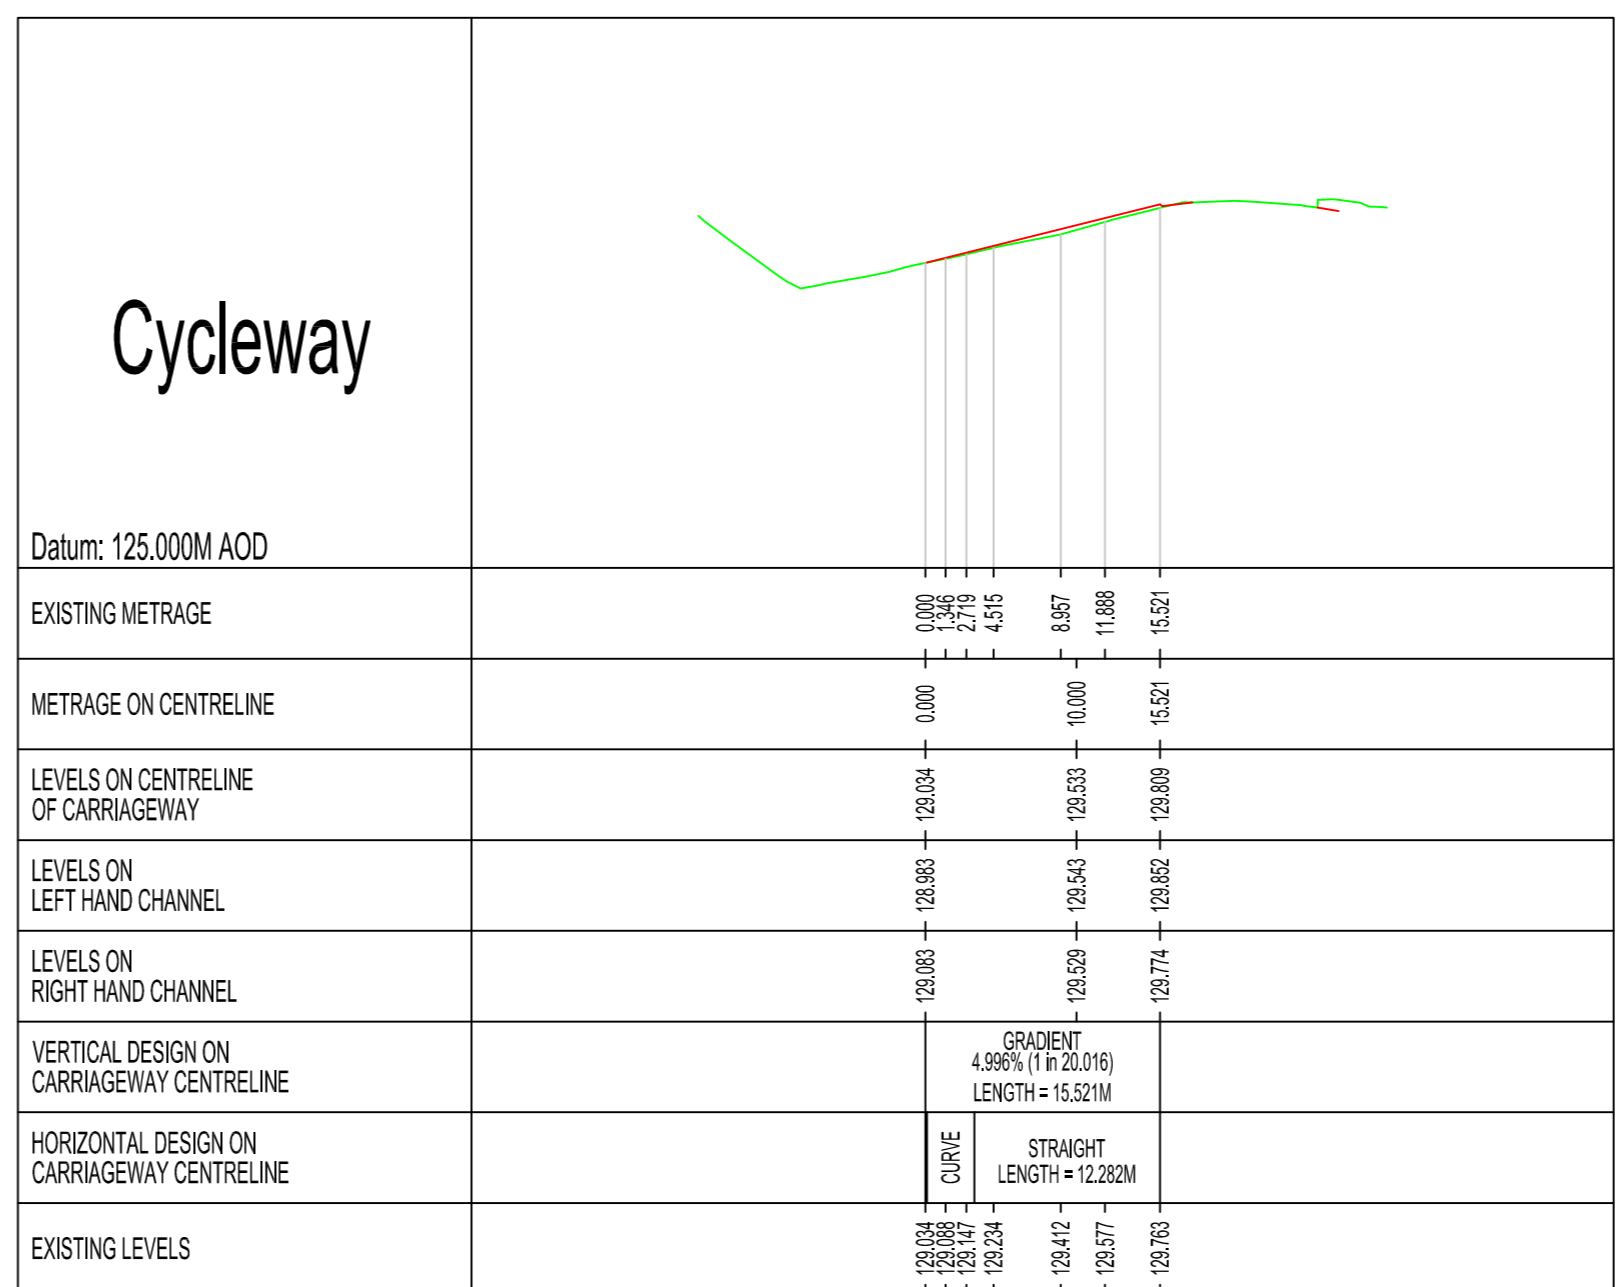 Cycleway
Datum: 125.000M AOD
EXISTING METRAGE
0.000
1.346
2.719
4.515
8.957
11.888
15.521
METRAGE ON CENTRELINE
0.000
10.000
15.521
LEVELS ON CENTRELINE
OF CARRIAGEWAY
129.034
129.533
129.809
LEVELS ON
LEFT HAND CHANNEL
128.983
129.543
129.852
LEVELS ON
RIGHT HAND CHANNEL
129.083
129.529
129.774
VERTICAL DESIGN ON
CARRIAGEWAY CENTRELINE
GRADIENT
4.996% (1 in 20.016)
LENGTH = 15.521M
HORIZONTAL DESIGN ON
CARRIAGEWAY CENTRELINE
CURVE
STRAIGHT
LENGTH = 12.282M
EXISTING LEVELS
129.034
129.088
129.147
129.234
129.412
129.577
129.763